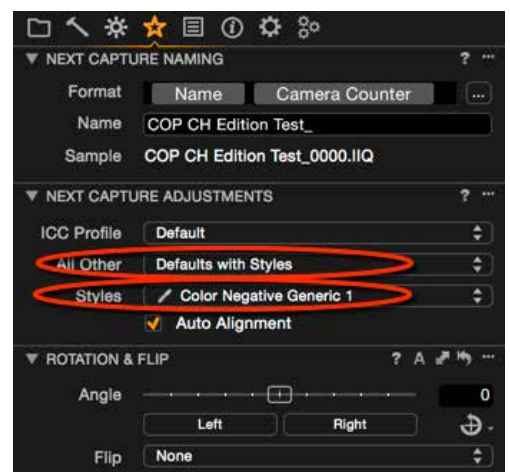 NEXT CAPTURE NAMING ? ...
Format Name Camera Counter ...
Name COP CH Edition Test_
Sample COP CH Edition Test_0000.IIQ
NEXT CAPTURE ADJUSTMENTS ? ...
ICC Profile Default
All Other Defaults with Styles
Styles Color Negative Generic 1
Auto Alignment
ROTATION & FLIP ? A ...
Angle 0
Left Right
Flip None